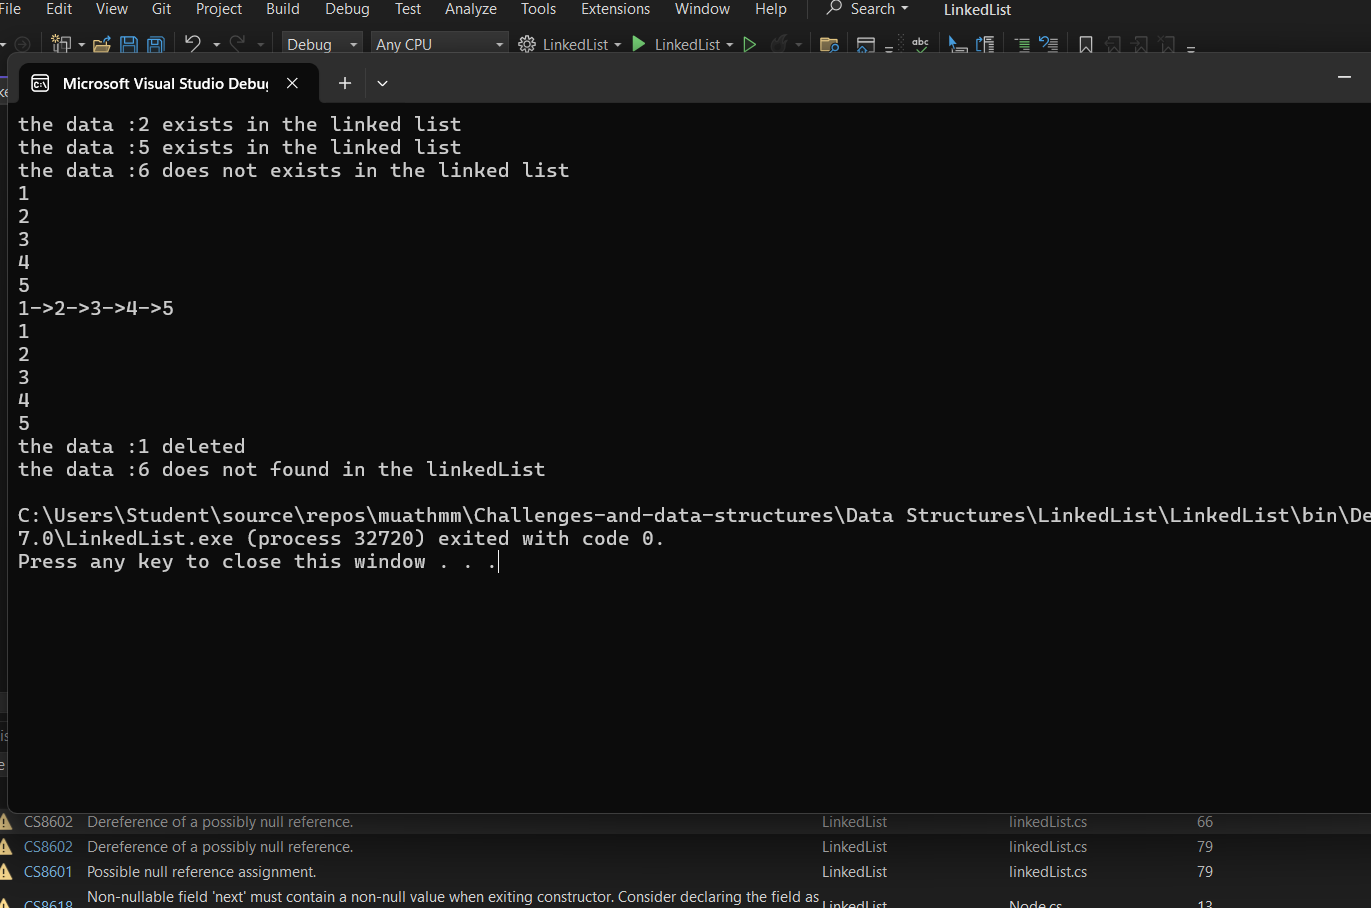 File Edit View Git Project Build Debug Test Analyze Tools Extensions Window Help Search LinkedList
Debug Any CPU LinkedList LinkedList abc
Microsoft Visual Studio Debu
the data :2 exists in the linked list
the data :5 exists in the linked list
the data :6 does not exists in the linked list
1
2
3
4
5
1->2->3->4->5
1
2
3
4
5
the data :1 deleted
the data :6 does not found in the linkedList
C:\Users\Student\source\repos\muathmm\Challenges-and-data-structures\Data Structures\LinkedList\LinkedList\bin\De
7.0\LinkedList.exe (process 32720) exited with code 0.
Press any key to close this window . . .
CS8602 Dereference of a possibly null reference. LinkedList linkedList.cs 66
CS8602 Dereference of a possibly null reference. LinkedList linkedList.cs 79
CS8601 Possible null reference assignment. LinkedList linkedList.cs 79
CS8618 Non-nullable field 'next' must contain a non-null value when exiting constructor. Consider declaring the field as LinkedList Node.cs 13